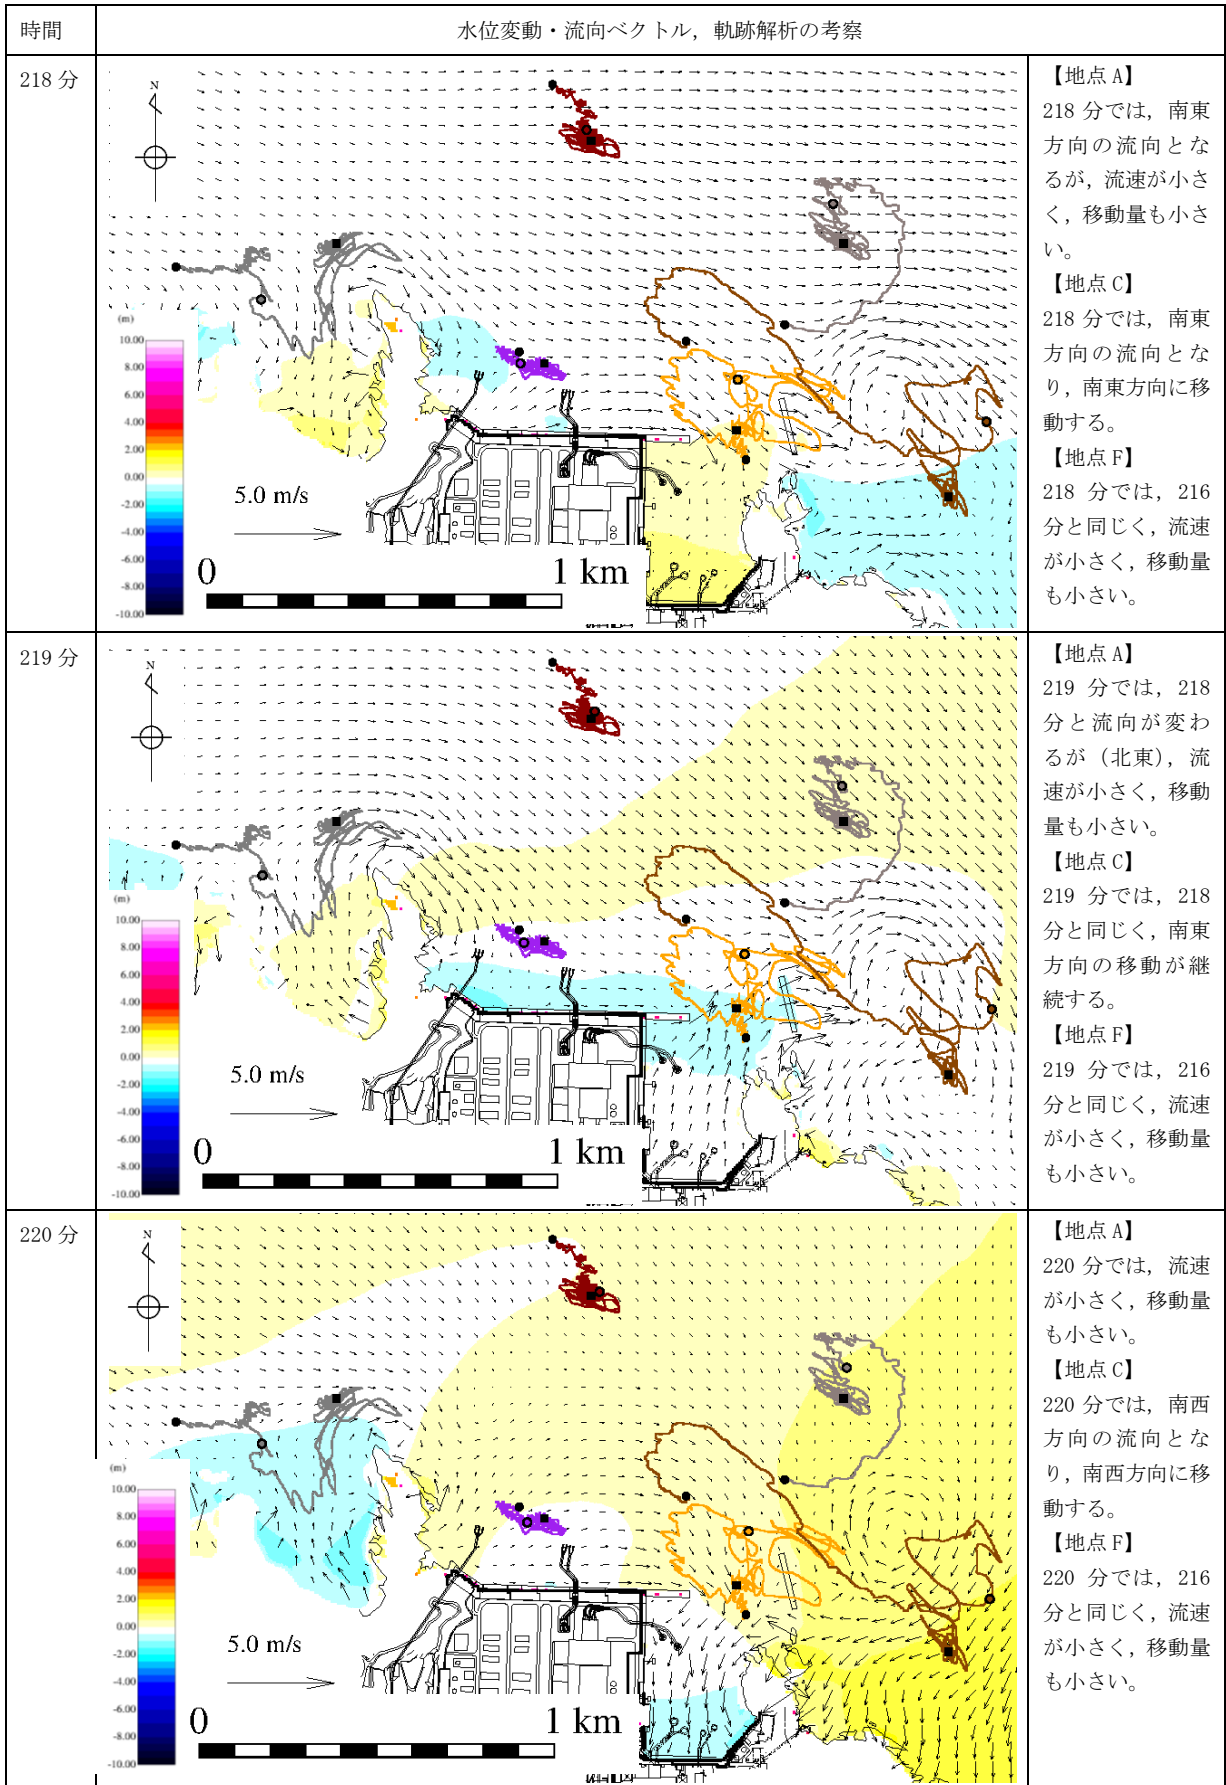 時間
水位変動・流向ベクトル，軌跡解析の考察
218 分
N
(m)
10.00
8.00
6.00
4.00
2.00
0.00
-2.00
-4.00
-6.00
-8.00
-10.00
5.0 m/s
0
1 km
【地点 A】
218 分では，南東
方向の流向とな
るが，流速が小さ
く，移動量も小さ
い。
【地点 C】
218 分では，南東
方向の流向とな
り，南東方向に移
動する。
【地点 F】
218 分では，216
分と同じく，流速
が小さく，移動量
も小さい。
219 分
N
(m)
10.00
8.00
6.00
4.00
2.00
0.00
-2.00
-4.00
-6.00
-8.00
-10.00
5.0 m/s
0
1 km
【地点 A】
219 分では，218
分と流向が変わ
るが（北東），流
速が小さく，移動
量も小さい。
【地点 C】
219 分では，218
分と同じく，南東
方向の移動が継
続する。
【地点 F】
219 分では，216
分と同じく，流速
が小さく，移動量
も小さい。
220 分
N
(m)
10.00
8.00
6.00
4.00
2.00
0.00
-2.00
-4.00
-6.00
-8.00
-10.00
5.0 m/s
0
1 km
【地点 A】
220 分では，流速
が小さく，移動量
も小さい。
【地点 C】
220 分では，南西
方向の流向とな
り，南西方向に移
動する。
【地点 F】
220 分では，216
分と同じく，流速
が小さく，移動量
も小さい。